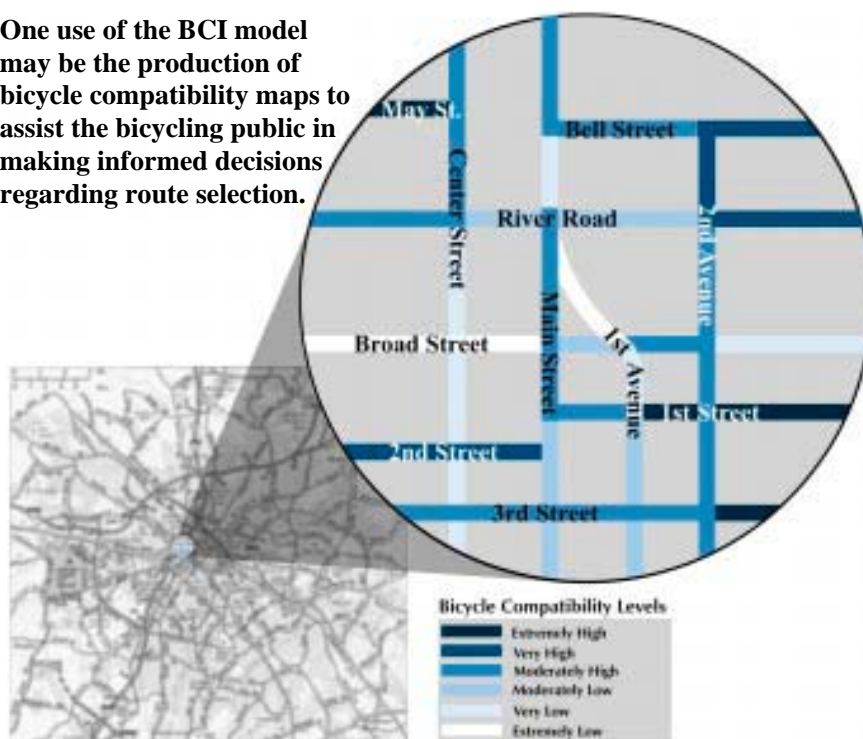 One use of the BCI model
may be the production of
bicycle compatibility maps to
assist the bicycling public in
making informed decisions
regarding route selection.
May St.
Bell Street
Center Street
River Road
2nd Avenue
Main Street
Broad Street
1st Avenue
1st Street
2nd Street
3rd Street
Bicycle Compatibility Levels
Extremely High
Very High
Moderately High
Moderately Low
Very Low
Extremely Low